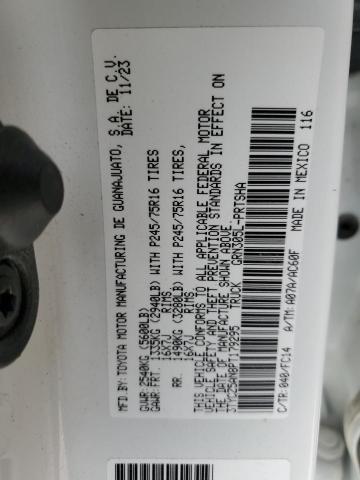 MFD.BY:TOYOTA MOTOR MANUFACTURING DE GUANAJUATO, S.A. DE C.V.
DATE: 11/23
GVWR:2540KG(5600LB)
GAWR:FRT. 1335KG(2940LB)WITH P245/75R16 TIRES
16X7J RIMS
RR. 1490KG(3280LB)WITH P245/75R16 TIRES,
16X7J RIMS
THIS VEHICLE CONFORMS TO ALL APPLICABLE FEDERAL MOTOR
VEHICLE SAFETY AND THEFT PREVENTION STANDARDS IN EFFECT ON
THE DATE OF MANUFACTURE SHOWN ABOVE.
TRUCK GRN305L-PRTSHA
C/TR:040/FC14 A/TM:A07A/AC60F MADE IN MEXICO 116